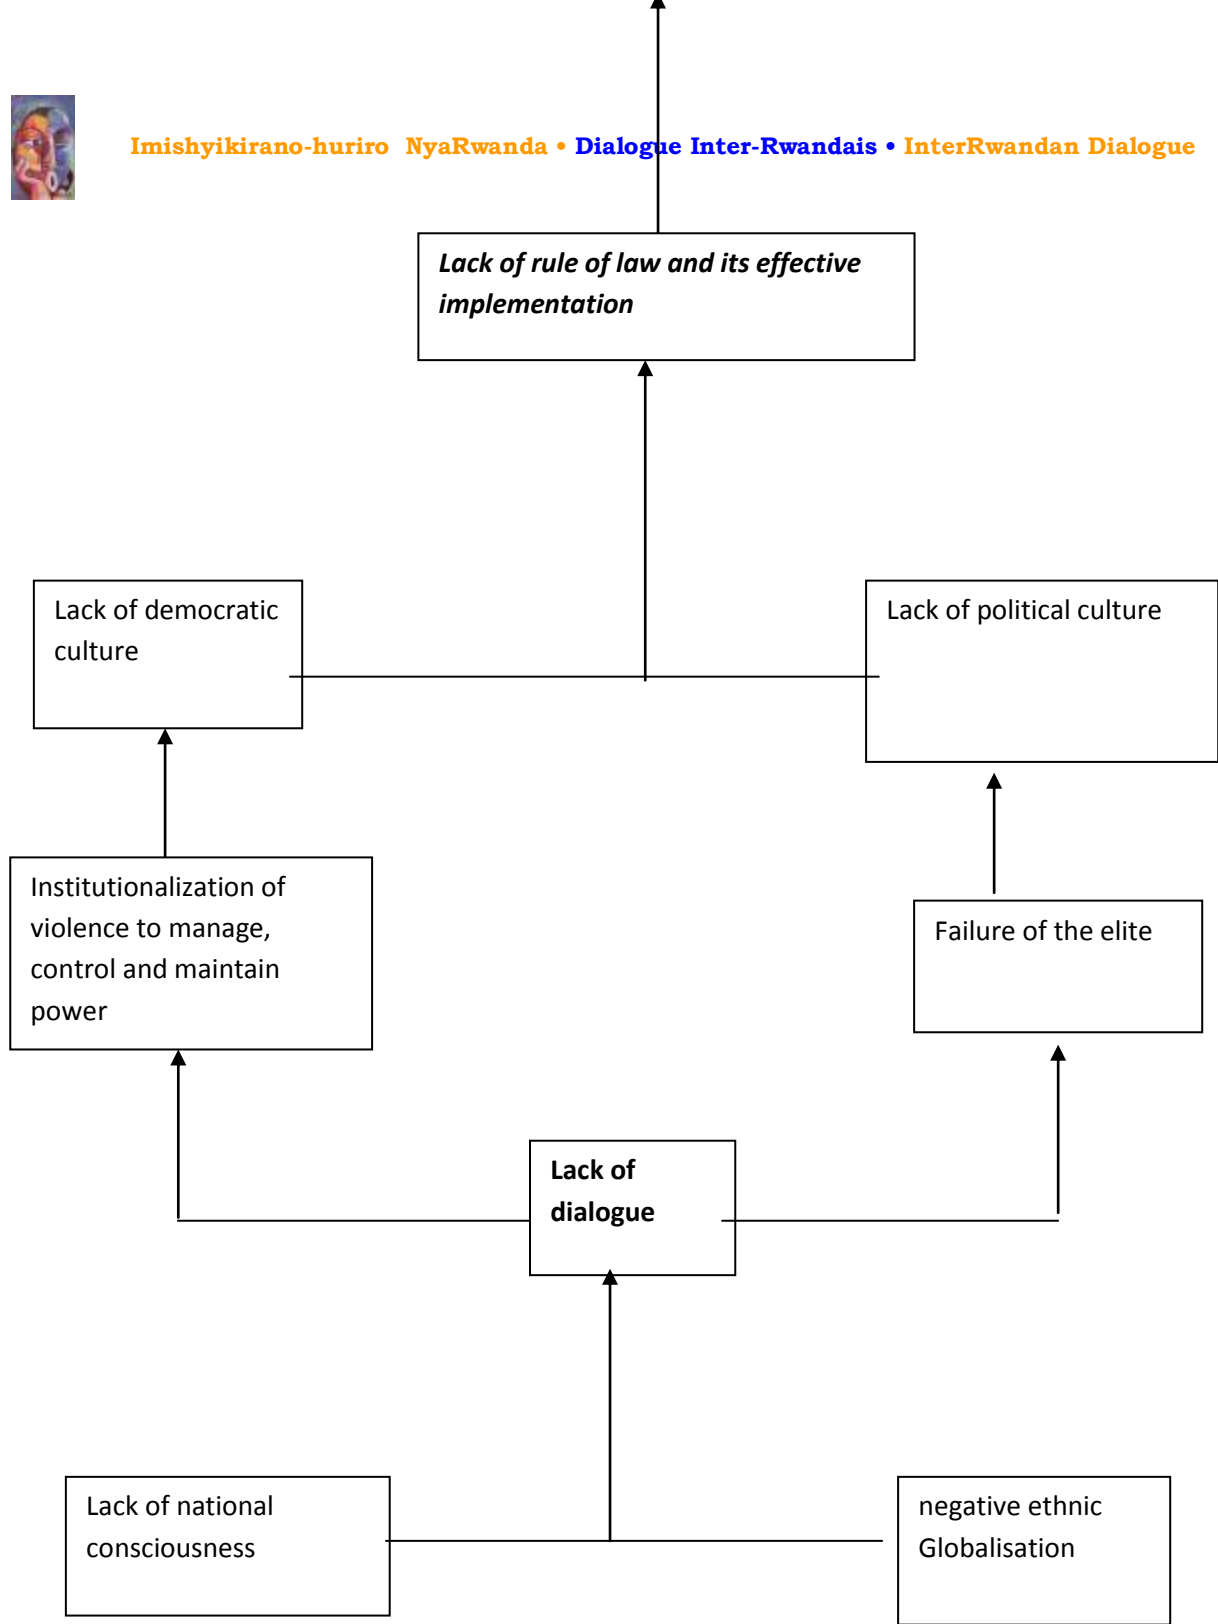 Imishyikirano-huriro NyaRwanda • Dialogue Inter-Rwandais • InterRwandan Dialogue
Lack of rule of law and its effective
implementation
Lack of democratic
culture
Lack of political culture
Institutionalization of
violence to manage,
control and maintain
power
Failure of the elite
Lack of
dialogue
Lack of national
consciousness
negative ethnic
Globalisation